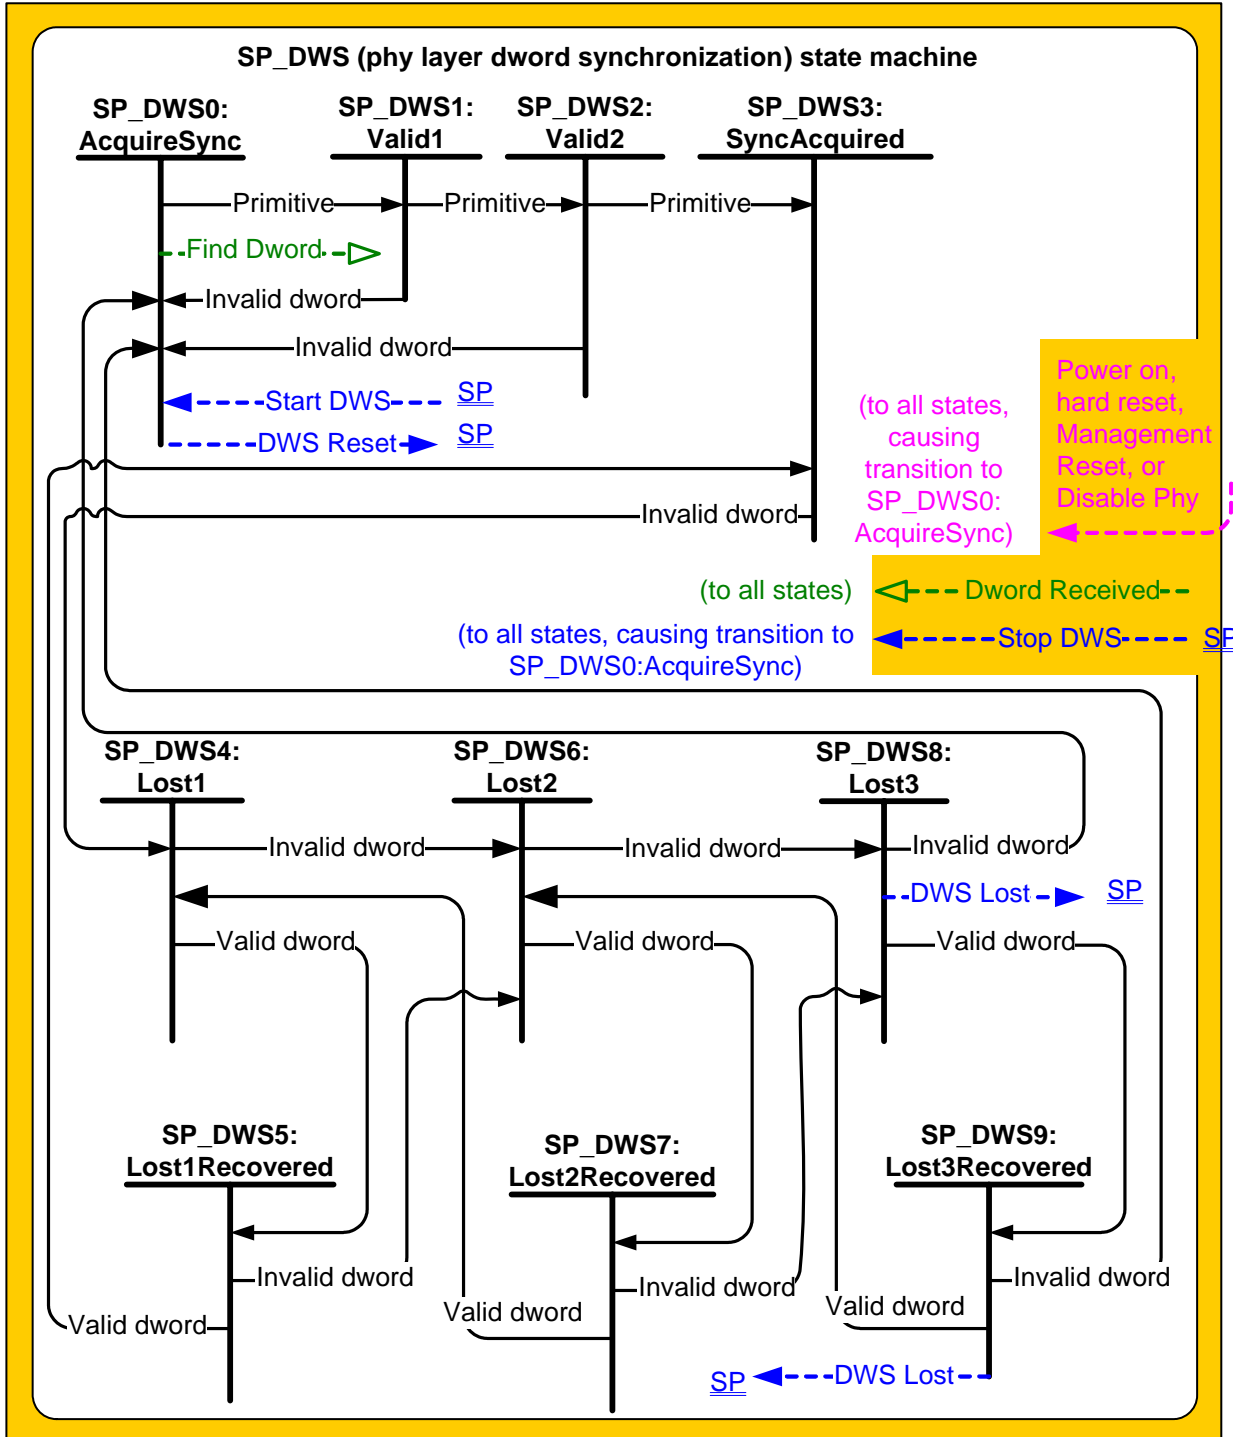 SP_DWS (phy layer dword synchronization) state machine
SP_DWS0:
AcquireSync
SP_DWS1:
Valid1
SP_DWS2:
Valid2
SP_DWS3:
SyncAcquired
Primitive
Primitive
Primitive
Find Dword
Invalid dword
Invalid dword
Start DWS
SP
DWS Reset
SP
Invalid dword
(to all states,
causing
transition to
SP_DWS0:
AcquireSync)
Power on,
hard reset,
Management
Reset, or
Disable Phy
(to all states)
Dword Received
(to all states, causing transition to
SP_DWS0:AcquireSync)
Stop DWS
SP
SP_DWS4:
Lost1
SP_DWS6:
Lost2
SP_DWS8:
Lost3
Invalid dword
Invalid dword
Invalid dword
DWS Lost
SP
Valid dword
Valid dword
Valid dword
SP_DWS5:
Lost1Recovered
SP_DWS7:
Lost2Recovered
SP_DWS9:
Lost3Recovered
Invalid dword
Invalid dword
Invalid dword
Valid dword
Valid dword
Valid dword
SP
DWS Lost